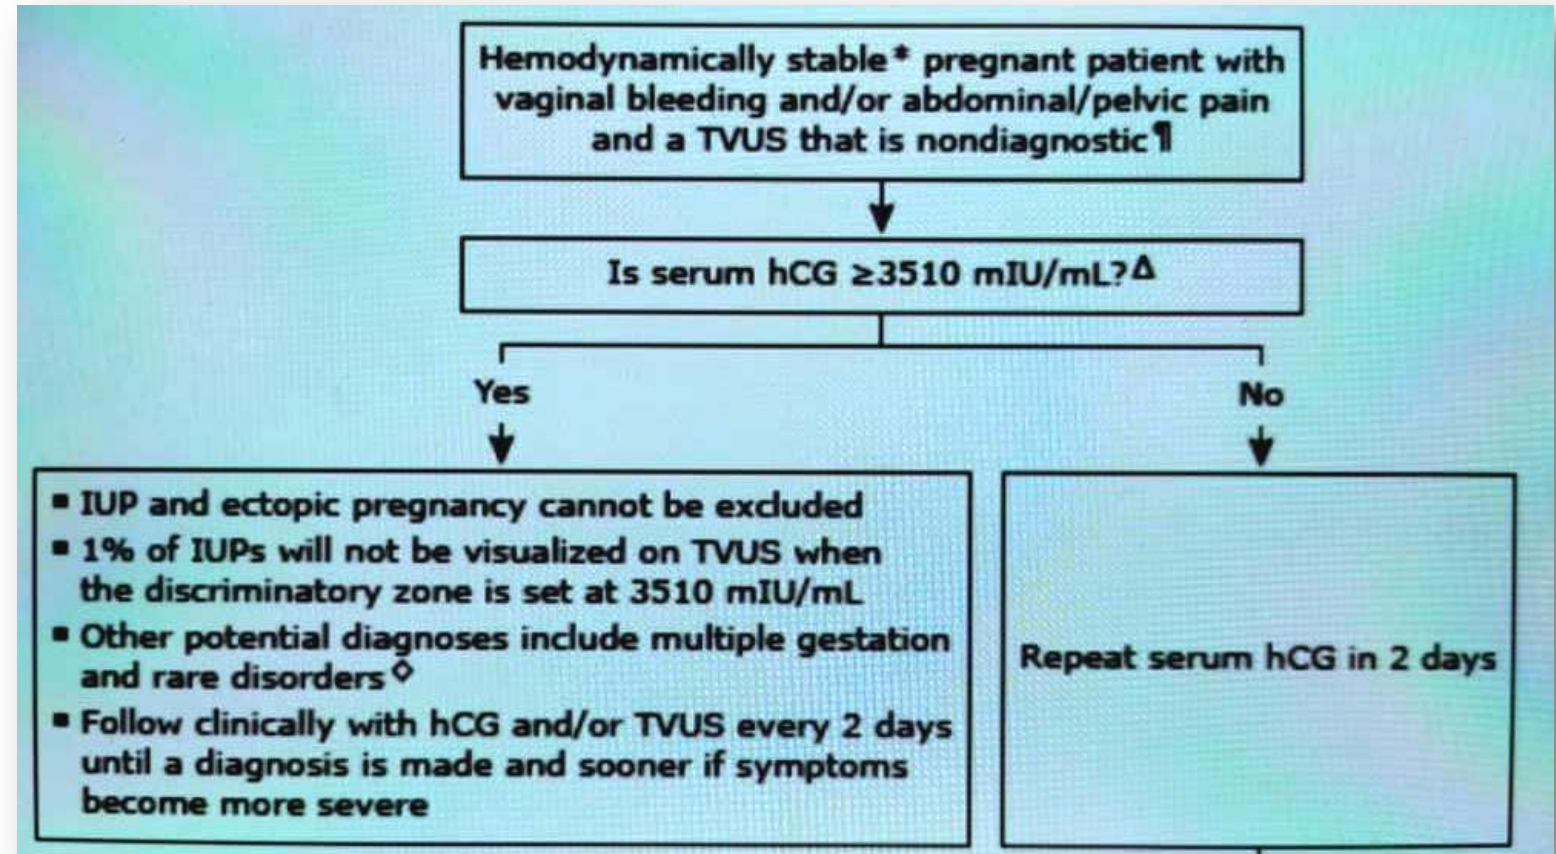 Hemodynamically stable* pregnant patient with
vaginal bleeding and/or abdominal/pelvic pain
and a TVUS that is nondiagnostic¶
Is serum hCG ≥3510 mIU/mL?Δ
Yes
No
▪ IUP and ectopic pregnancy cannot be excluded
▪ 1% of IUPs will not be visualized on TVUS when
the discriminatory zone is set at 3510 mIU/mL
▪ Other potential diagnoses include multiple gestation
and rare disorders◊
▪ Follow clinically with hCG and/or TVUS every 2 days
until a diagnosis is made and sooner if symptoms
become more severe
Repeat serum hCG in 2 days